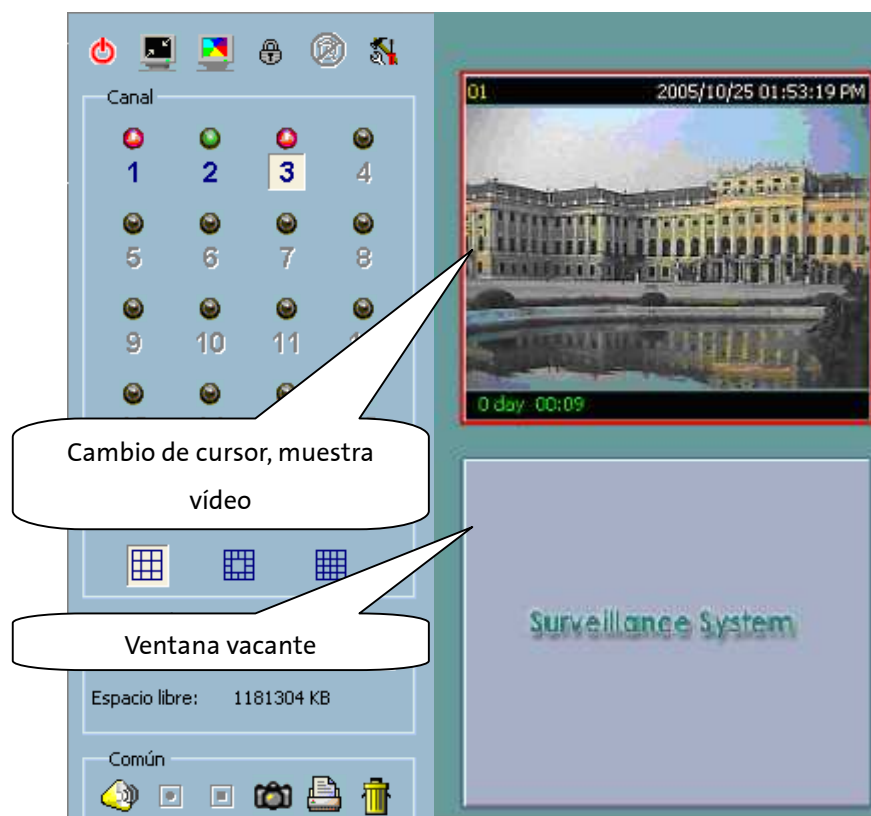 Canal
1 2 3 4
5 6 7 8
9 10 11
01 2005/10/25 01:53:19 PM
0 day 00:09
Cambio de cursor, muestra
vídeo
Surveillance System
Ventana vacante
Espacio libre: 1181304 KB
Común